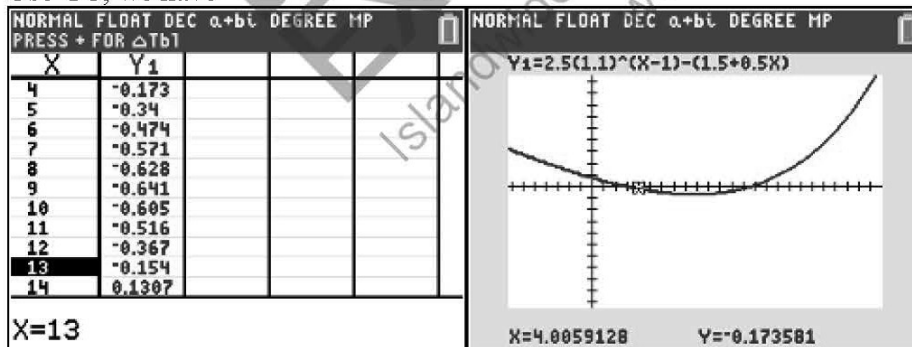 NORMAL FLOAT DEC a+bi DEGREE MP
PRESS + FOR △Tbl
X Y1
4 -0.173
5 -0.34
6 -0.474
7 -0.571
8 -0.628
9 -0.641
10 -0.605
11 -0.516
12 -0.367
13 -0.154
14 0.1307
X=13
NORMAL FLOAT DEC a+bi DEGREE MP
Y1=2.5(1.1)^(X-1)-(1.5+0.5X)
X=4.0059128 Y=-0.173581